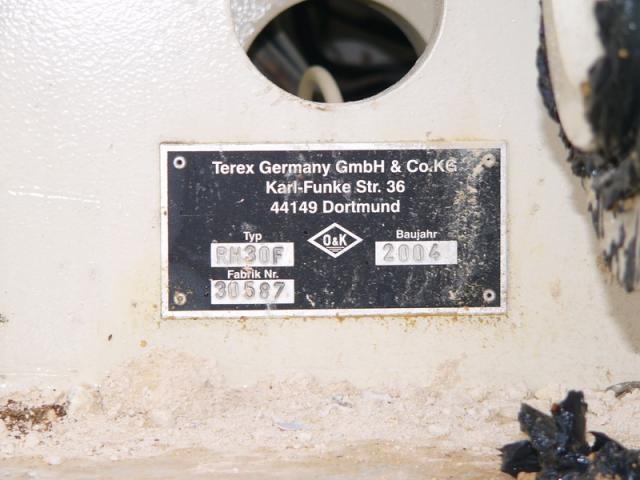 Terex Germany GmbH & Co.KG
Karl-Funke Str. 36
44149 Dortmund
Typ
Baujahr
O&K
RH30F
2004
Fabrik Nr.
30587